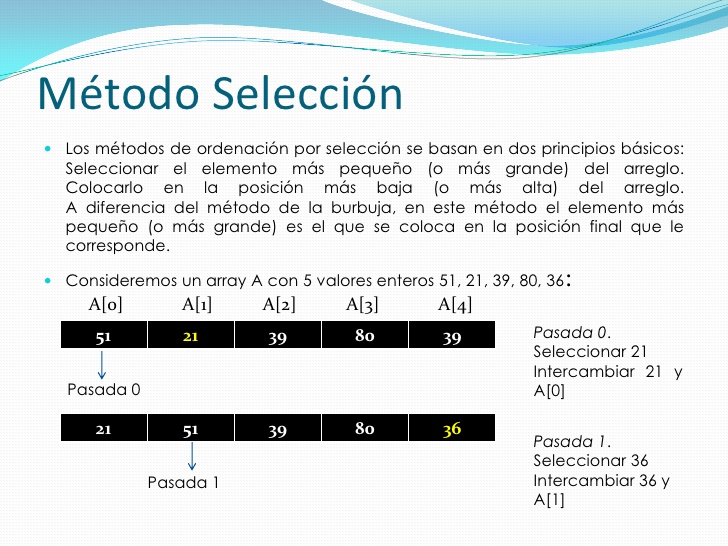 Método Selección
• Los métodos de ordenación por selección se basan en dos principios básicos:
Seleccionar el elemento más pequeño (o más grande) del arreglo.
Colocarlo en la posición más baja (o más alta) del arreglo.
A diferencia del método de la burbuja, en este método el elemento más
pequeño (o más grande) es el que se coloca en la posición final que le
corresponde.
• Consideremos un array A con 5 valores enteros 51, 21, 39, 80, 36:
A[0] A[1] A[2] A[3] A[4]
51 21 39 80 39
Pasada 0
Pasada 0.
Seleccionar 21
Intercambiar 21 y
A[0]
21 51 39 80 36
Pasada 1
Pasada 1.
Seleccionar 36
Intercambiar 36 y
A[1]